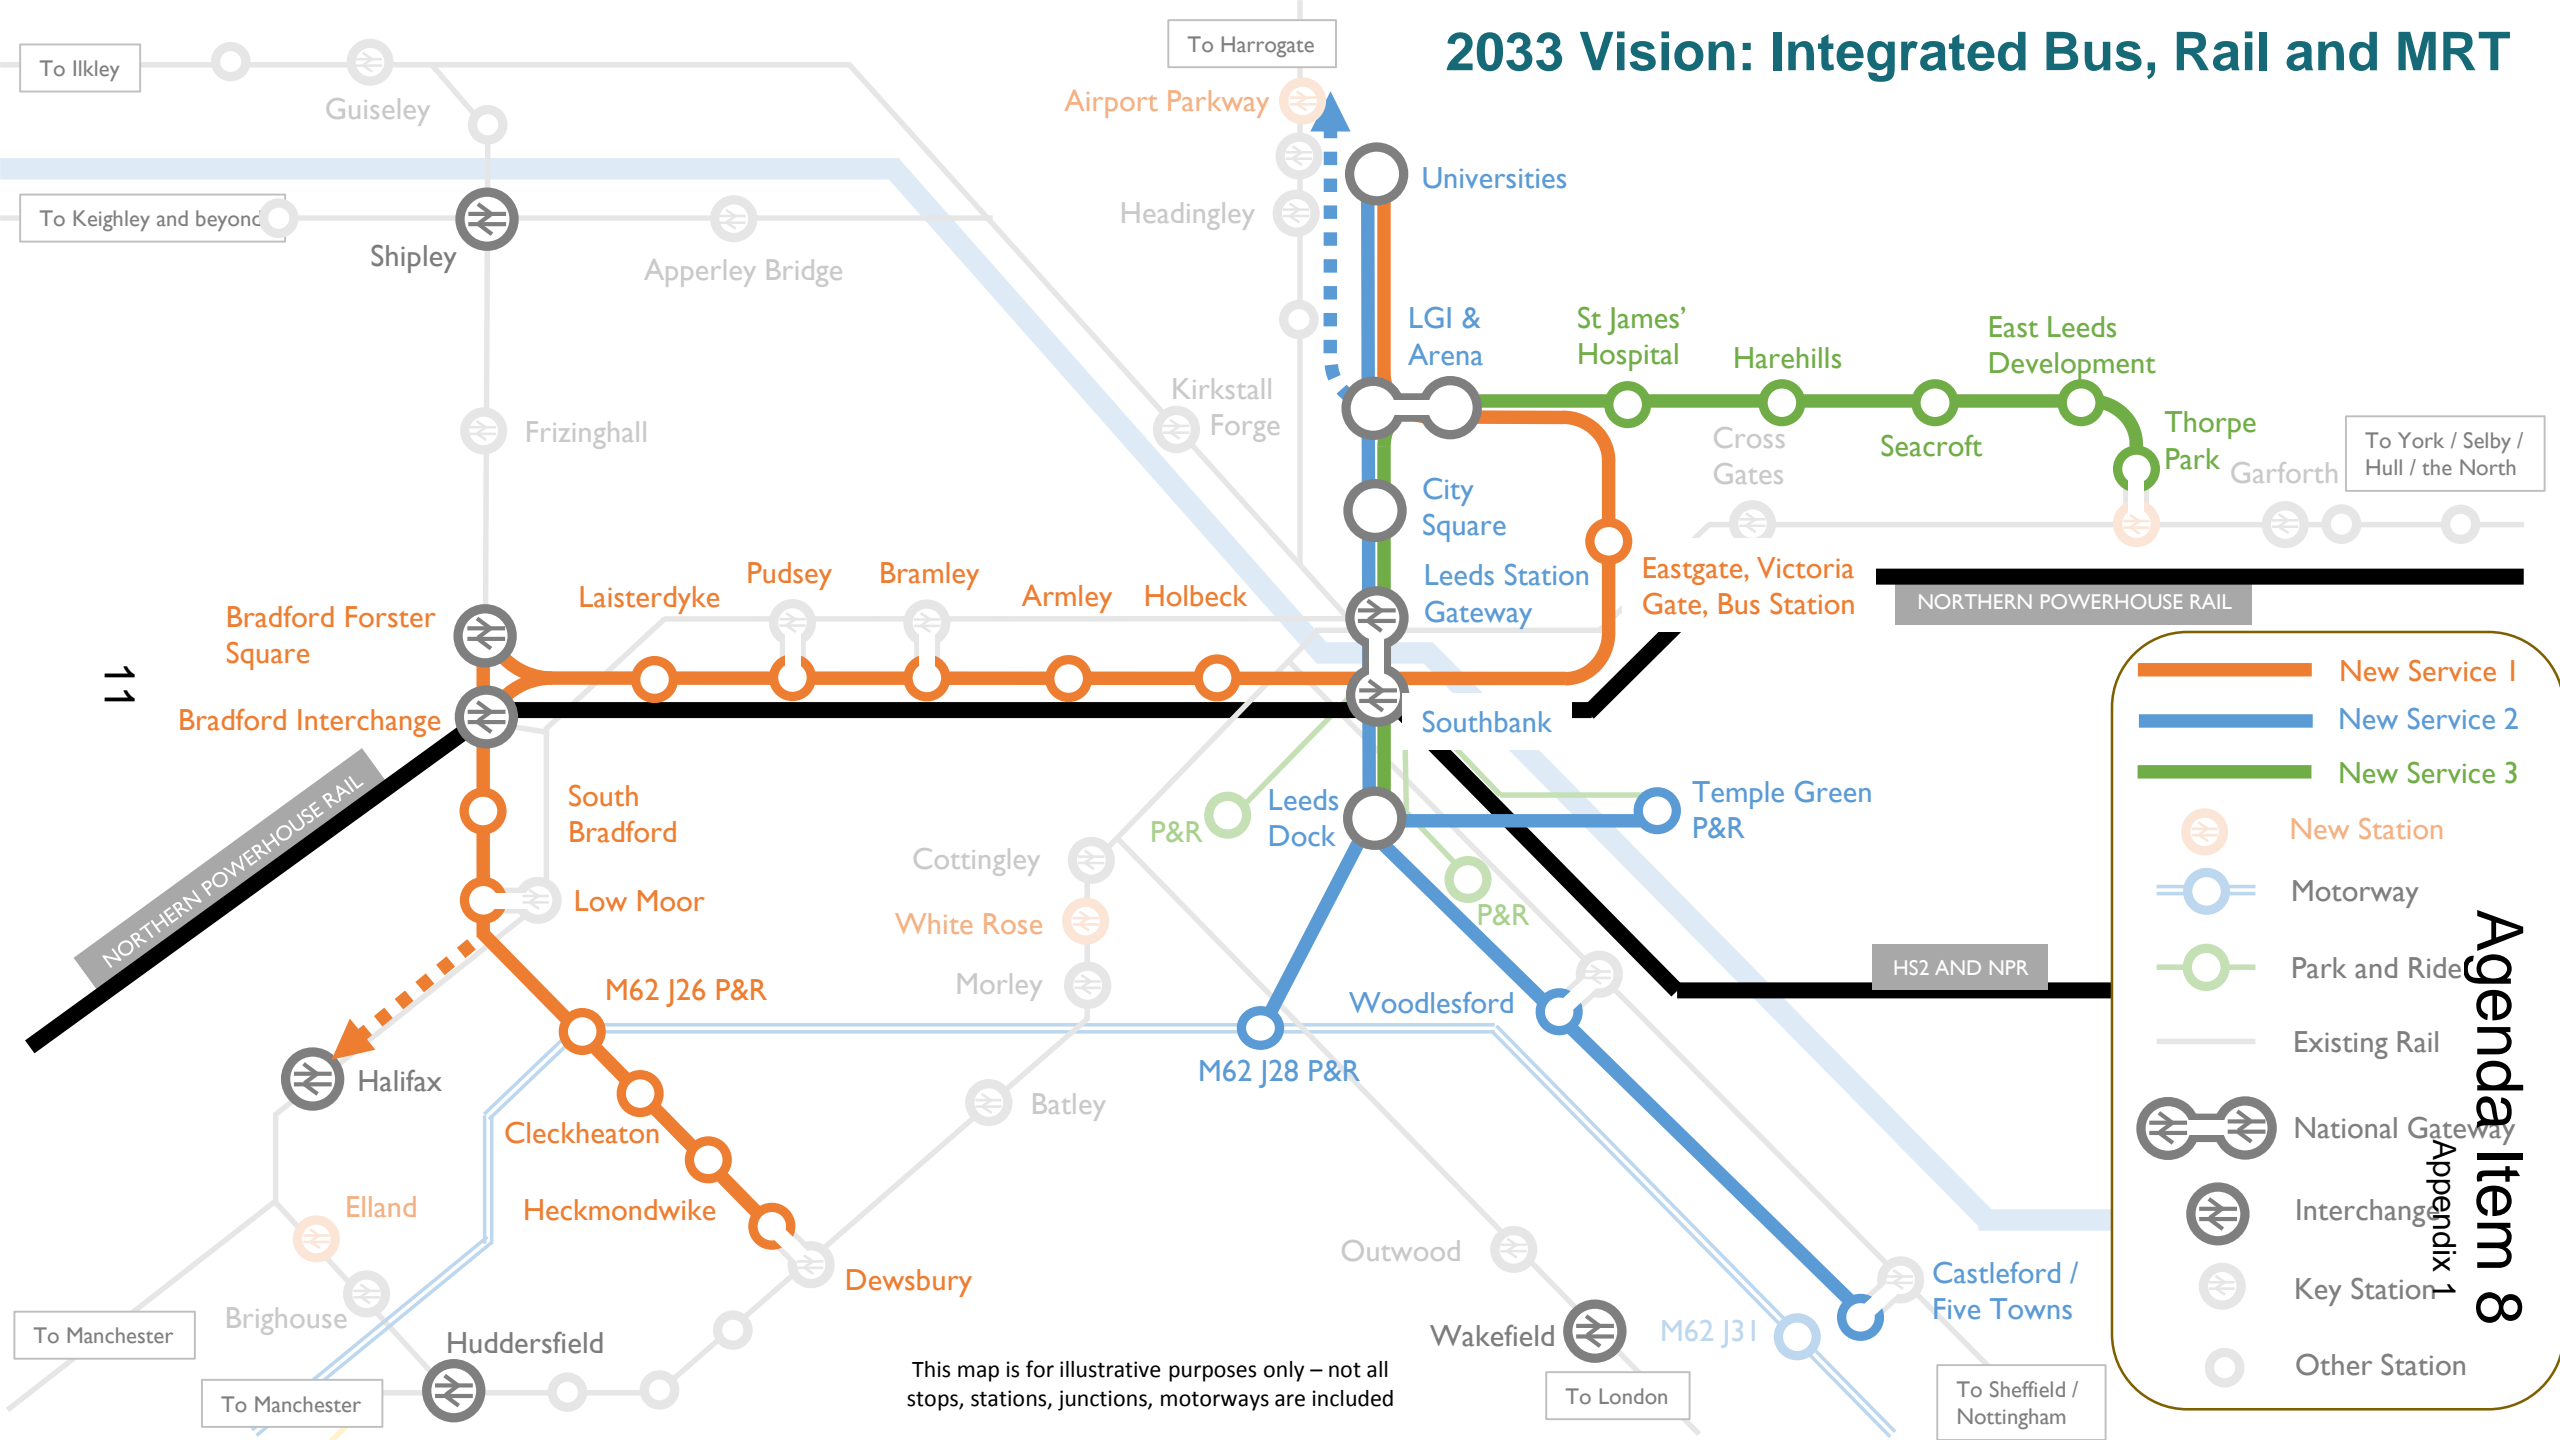 2033 Vision: Integrated Bus, Rail and MRT
To Ilkley
Guiseley
To Harrogate
Airport Parkway
Universities
To Keighley and beyond
Shipley
Apperley Bridge
Headingley
LGI &
Arena
St James'
Hospital
Harehills
East Leeds
Development
Seacroft
Thorpe
Park
To York / Selby /
Hull / the North
Garforth
Cross
Gates
Kirkstall
Forge
Frizinghall
City
Square
Leeds Station
Gateway
Eastgate, Victoria
Gate, Bus Station
NORTHERN POWERHOUSE RAIL
Bradford Forster
Square
Laisterdyke
Pudsey
Bramley
Armley
Holbeck
11
Bradford Interchange
Southbank
NORTHERN POWERHOUSE RAIL
South
Bradford
P&R
Leeds
Dock
Temple Green
P&R
Cottingley
Low Moor
White Rose
P&R
Morley
M62 J26 P&R
Woodlesford
HS2 AND NPR
Halifax
M62 J28 P&R
Batley
Cleckheaton
Elland
Heckmondwike
Outwood
Dewsbury
Castleford /
Five Towns
Brighouse
To Manchester
Huddersfield
Wakefield
M62 J31
To Manchester
This map is for illustrative purposes only – not all
stops, stations, junctions, motorways are included
To London
To Sheffield /
Nottingham
New Service 1
New Service 2
New Service 3
New Station
Motorway
Park and Ride
Existing Rail
National Gateway
Interchange
Key Station
Other Station
Agenda Item 8
Appendix 1